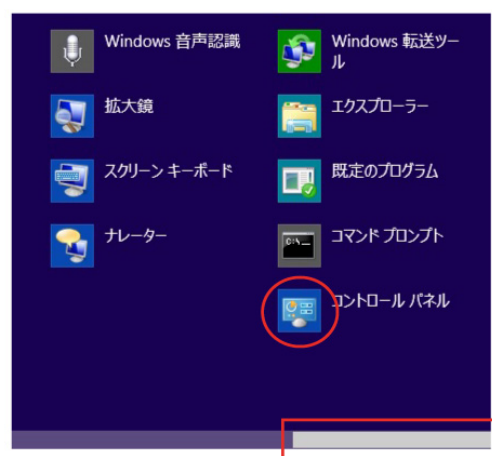 Windows 音声認識
拡大鏡
スクリーン キーボード
ナレーター
Windows 転送ツー
ル
エクスプローラー
既定のプログラム
C:\_
コマンド プロンプト
コントロール パネル